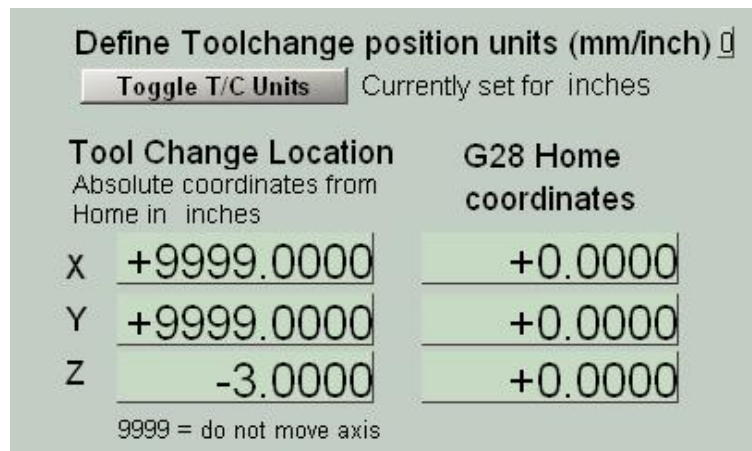 Define Toolchange position units (mm/inch) 0
Toggle T/C Units Currently set for inches
Tool Change Location
Absolute coordinates from
Home in inches
G28 Home
coordinates
X +9999.0000 +0.0000
Y +9999.0000 +0.0000
Z -3.0000 +0.0000
9999 = do not move axis